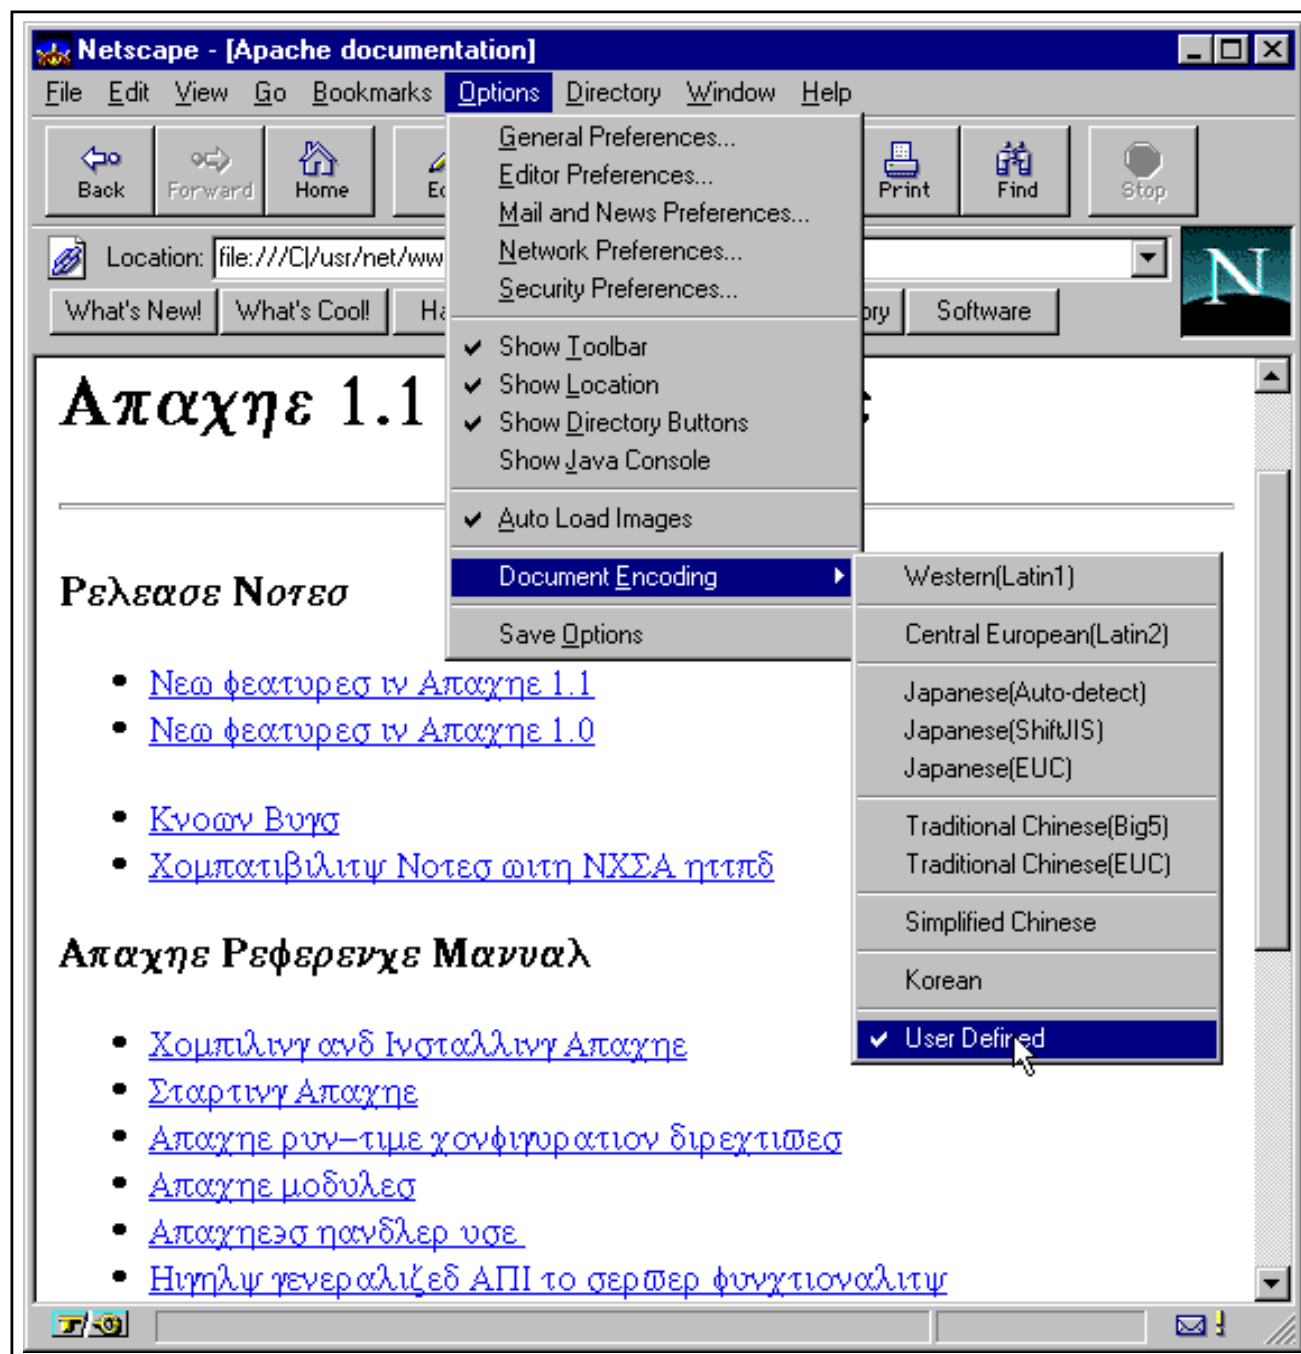 Netscape - [Apache documentation]
File Edit View Go Bookmarks Options Directory Window Help
Back Forward Home Print Find Stop
Location: file:///C|/usr/net/ww
What's New! What's Cool! Software
General Preferences...
Editor Preferences...
Mail and News Preferences...
Network Preferences...
Security Preferences...
Show Toolbar
Show Location
Show Directory Buttons
Show Java Console
Auto Load Images
Document Encoding
Save Options
Western(Latin1)
Central European(Latin2)
Japanese(Auto-detect)
Japanese(ShiftJIS)
Japanese(EUC)
Traditional Chinese(Big5)
Traditional Chinese(EUC)
Simplified Chinese
Korean
User Defined
N
Απαχηε 1.1
Ρελεασε Νοτεσ
Νεω φεατυρεσ ιν Απαχηε 1.1
Νεω φεατυρεσ ιν Απαχηε 1.0
Κνοων Βυγσ
Χομπατιβιλιτψ Νοτεσ ωιτη ΝΧΣΑ ηττπδ
Απαχηε Ρεφερενχε Μανυαλ
Χομπιλινγ ανδ Ινσταλλινγ Απαχηε
Σταρτινγ Απαχηε
Απαχηε ρυν−τιμε χονφιγυρατιον διρεχτιϖεσ
Απαχηε μοδυλεσ
Απαχηε϶σ ηανδλερ υσε
Ηιγηλψ γενεραλιζεδ ΑΠΙ το σερϖερ φυνχτιοναλιτψ